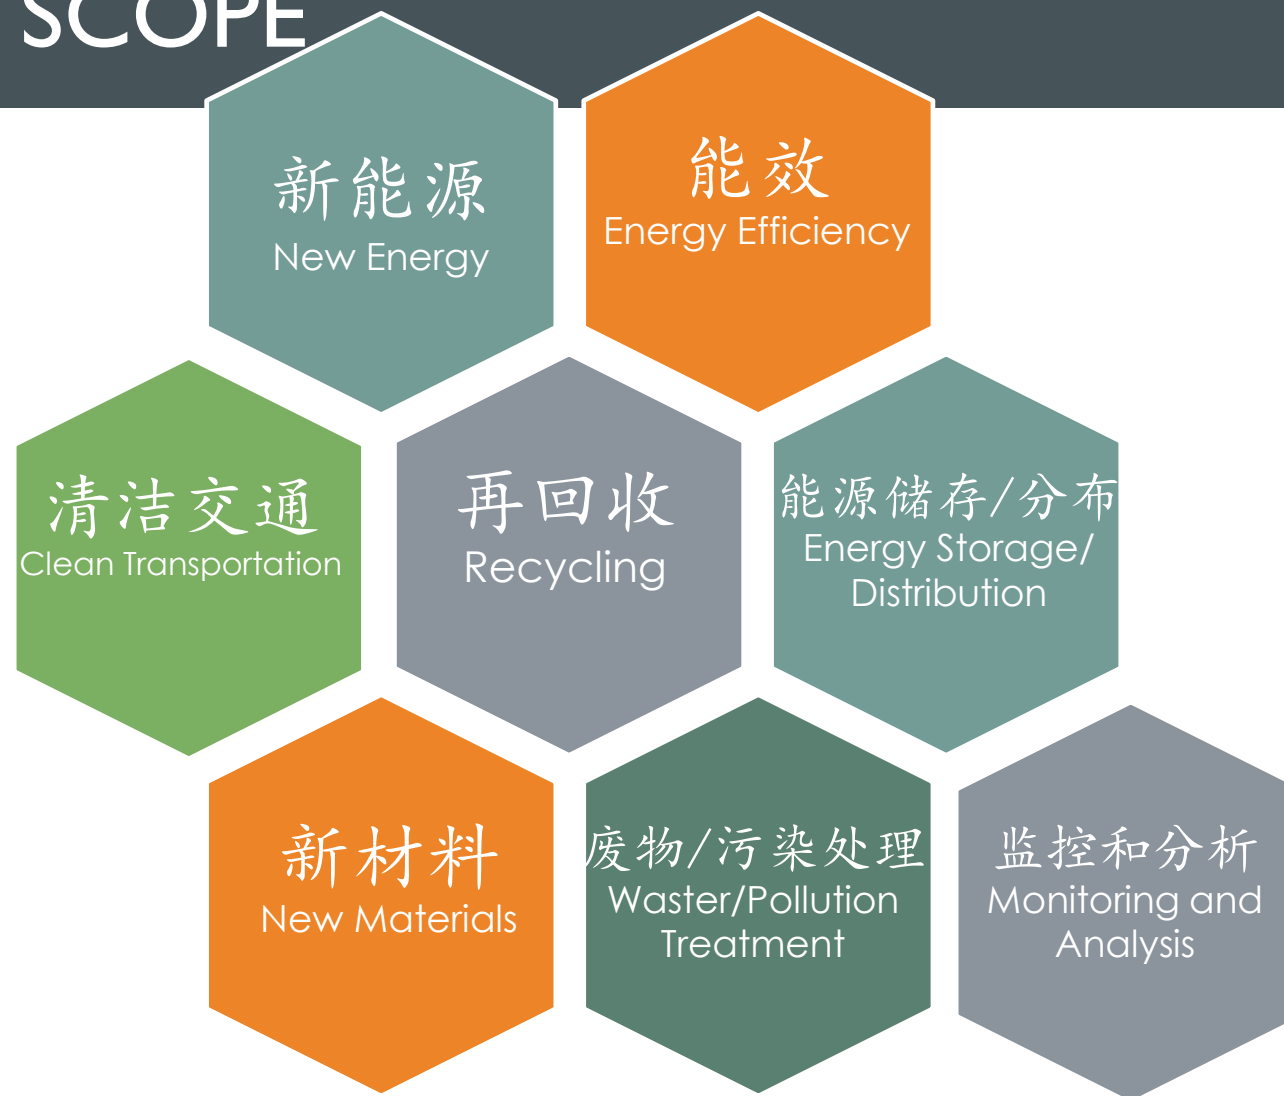 SCOPE
新能源
New Energy
能效
Energy Efficiency
清洁交通
Clean Transportation
再回收
Recycling
能源储存/分布
Energy Storage/
Distribution
新材料
New Materials
废物/污染处理
Waster/Pollution
Treatment
监控和分析
Monitoring and
Analysis